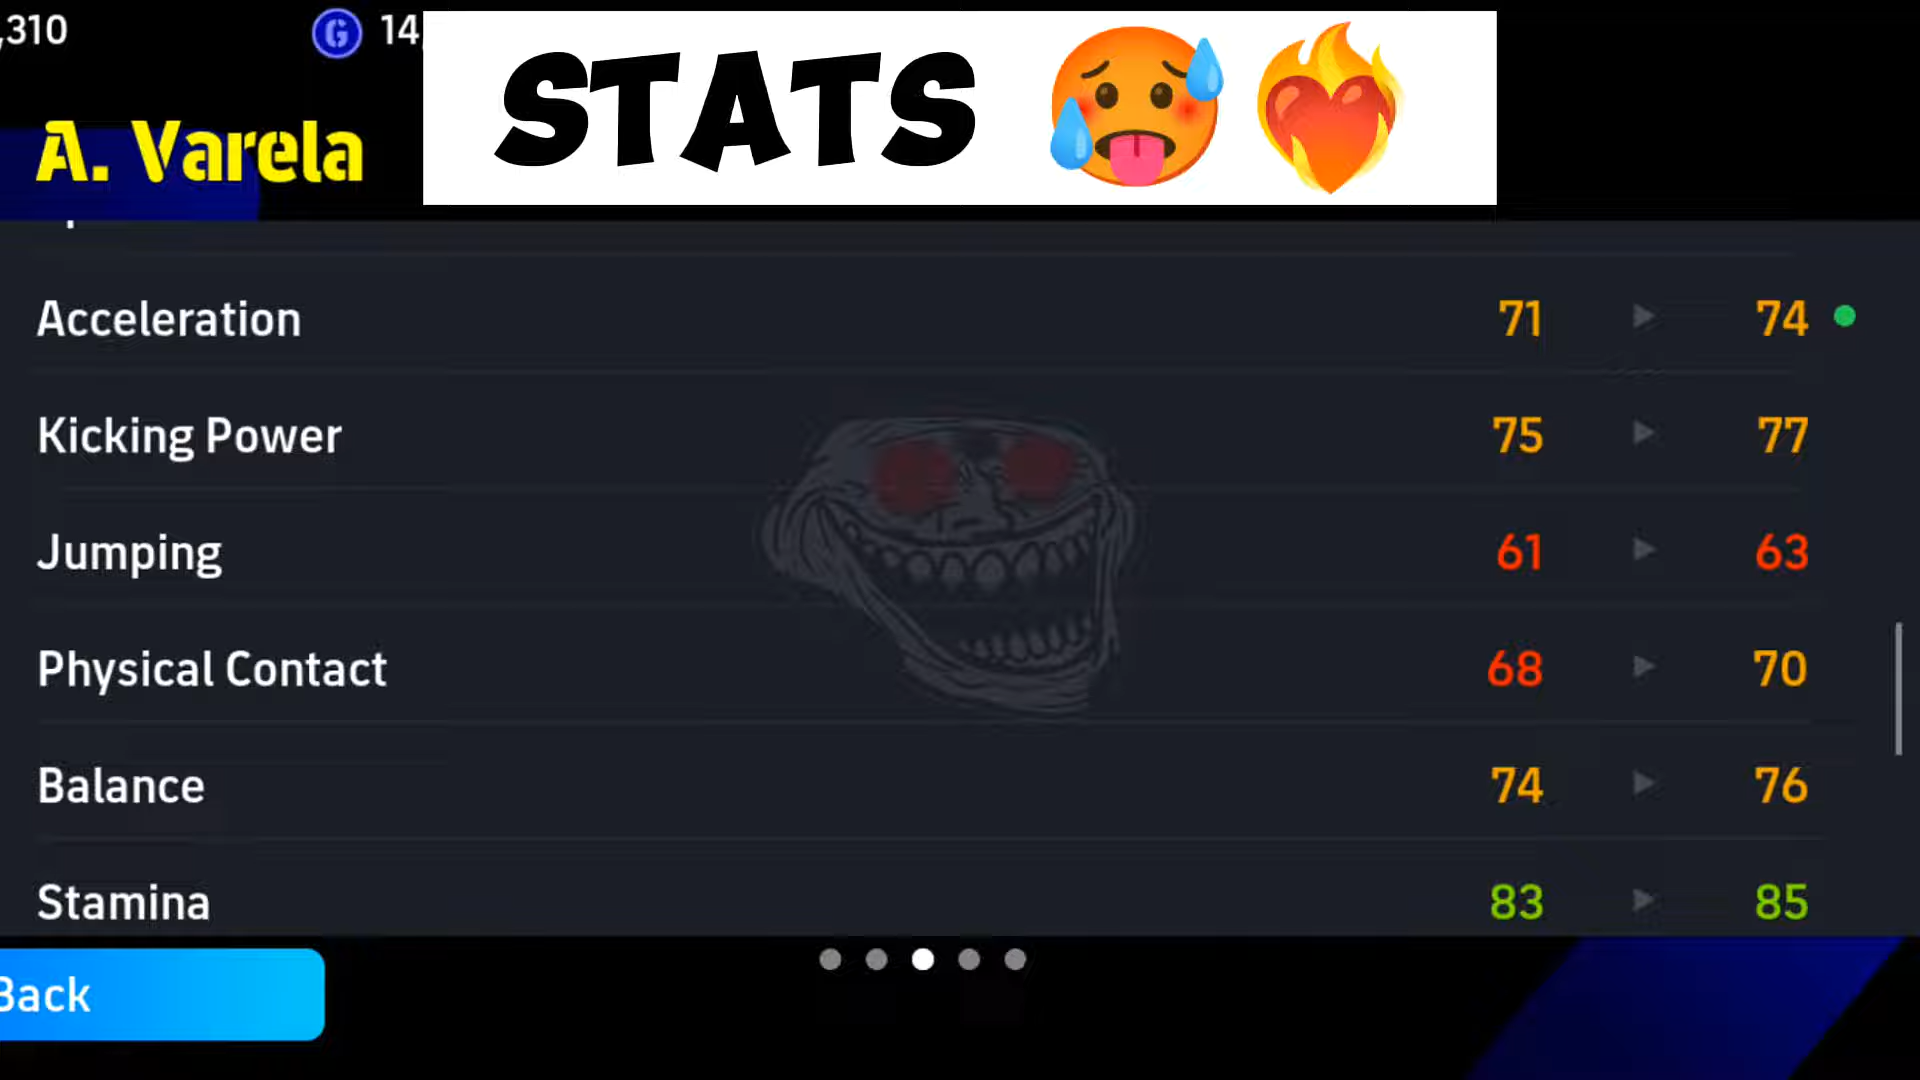 ,310 14,
STATS
A. Varela
Acceleration 71 74
Kicking Power 75 77
Jumping 61 63
Physical Contact 68 70
Balance 74 76
Stamina 83 85
Back